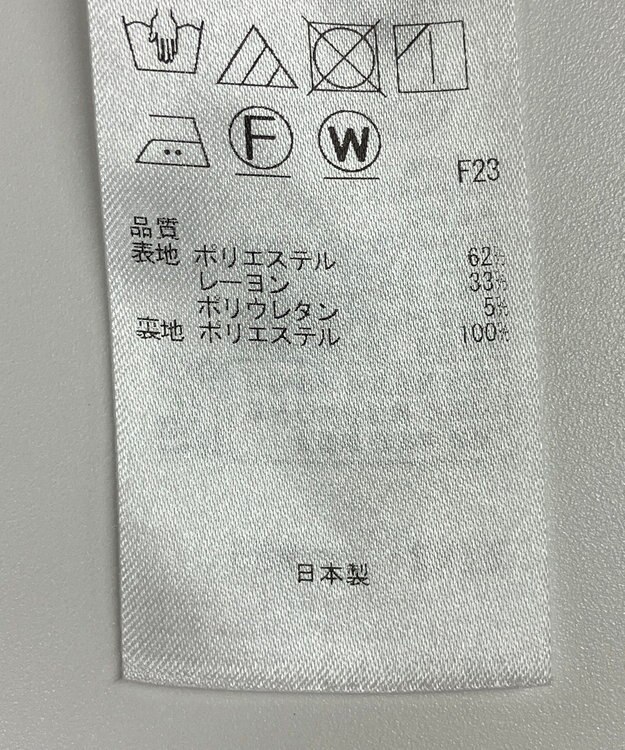 F W
F23
品質
表地 ポリエステル 62%
レーヨン 33%
ポリウレタン 5%
裏地 ポリエステル 100%
日本製